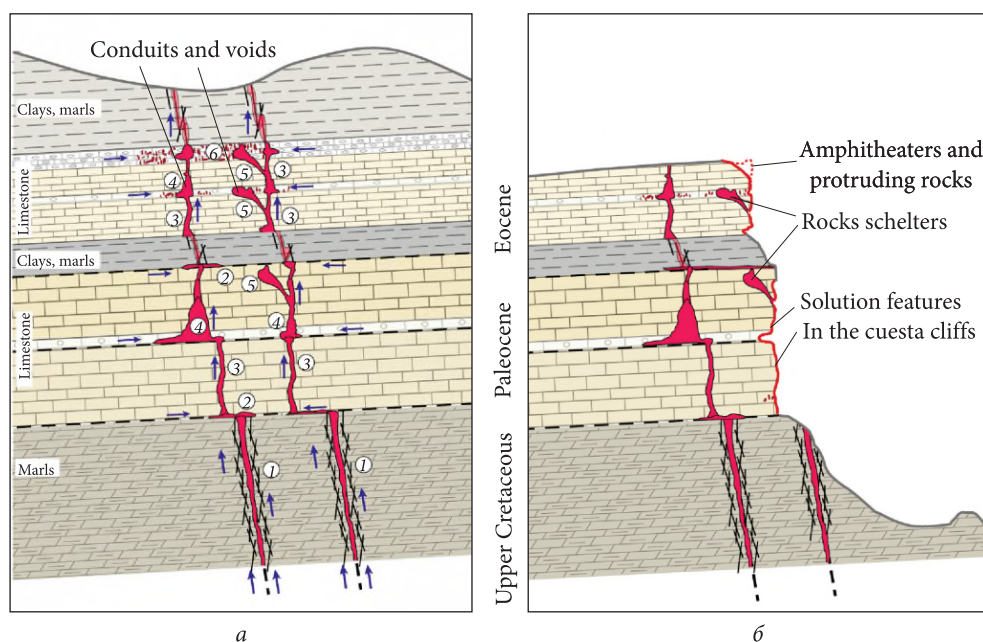 Conduits and voids
Clays, marls
6
5
3
4
5
3
3
Limestone
Clays, marls
2
5
4
4
3
3
2
Limestone
Marls
1
1
а
Amphitheaters and
protruding rocks
Rocks schelters
Solution features
In the cuesta cliffs
Eocene
Paleocene
Upper Cretaceous
б